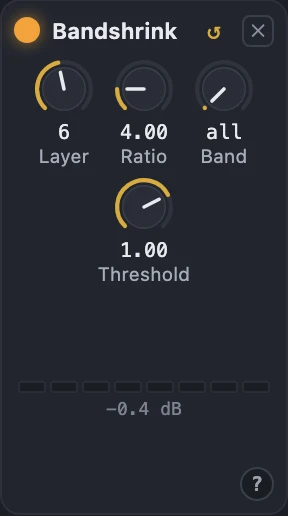 Bandshrink ↺ ×
6 4.00 all
Layer Ratio Band
1.00
Threshold
−0.4 dB
?